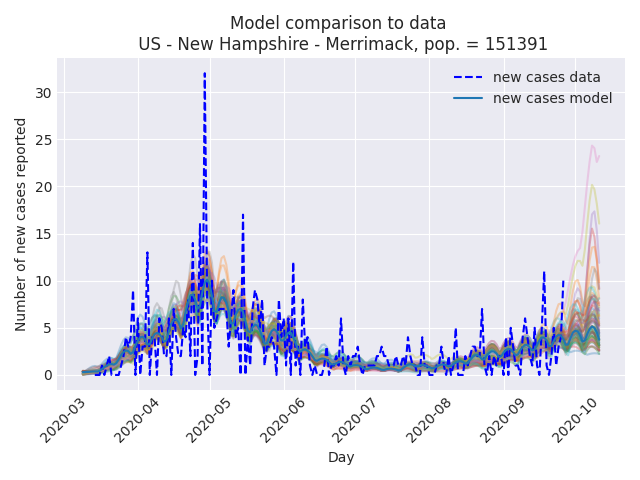 Model comparison to data
US - New Hampshire - Merrimack, pop. = 151391
new cases data
new cases model
Number of new cases reported
30
25
20
15
10
5
0
2020-03
2020-04
2020-05
2020-06
2020-07
2020-08
2020-09
2020-10
Day